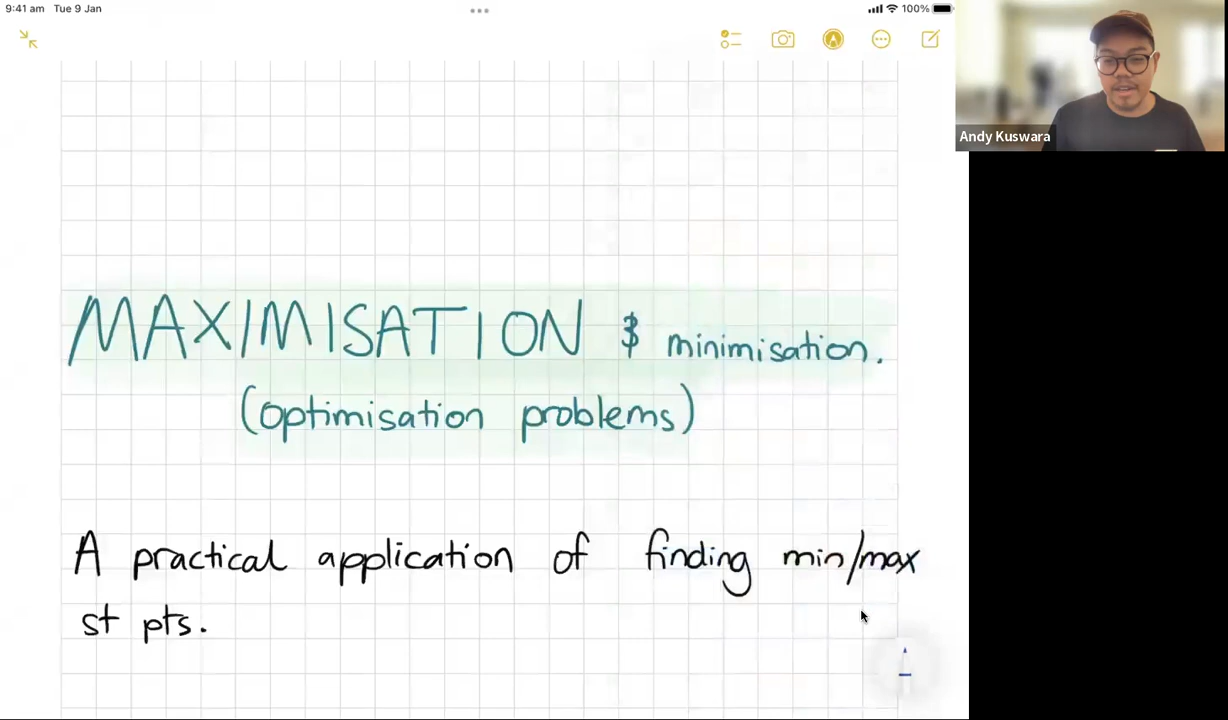 9:41 am Tue 9 Jan
100%
Andy Kuswara
MAXIMISATION & minimisation.
(optimisation problems)
A practical application of finding min/max
st pts.